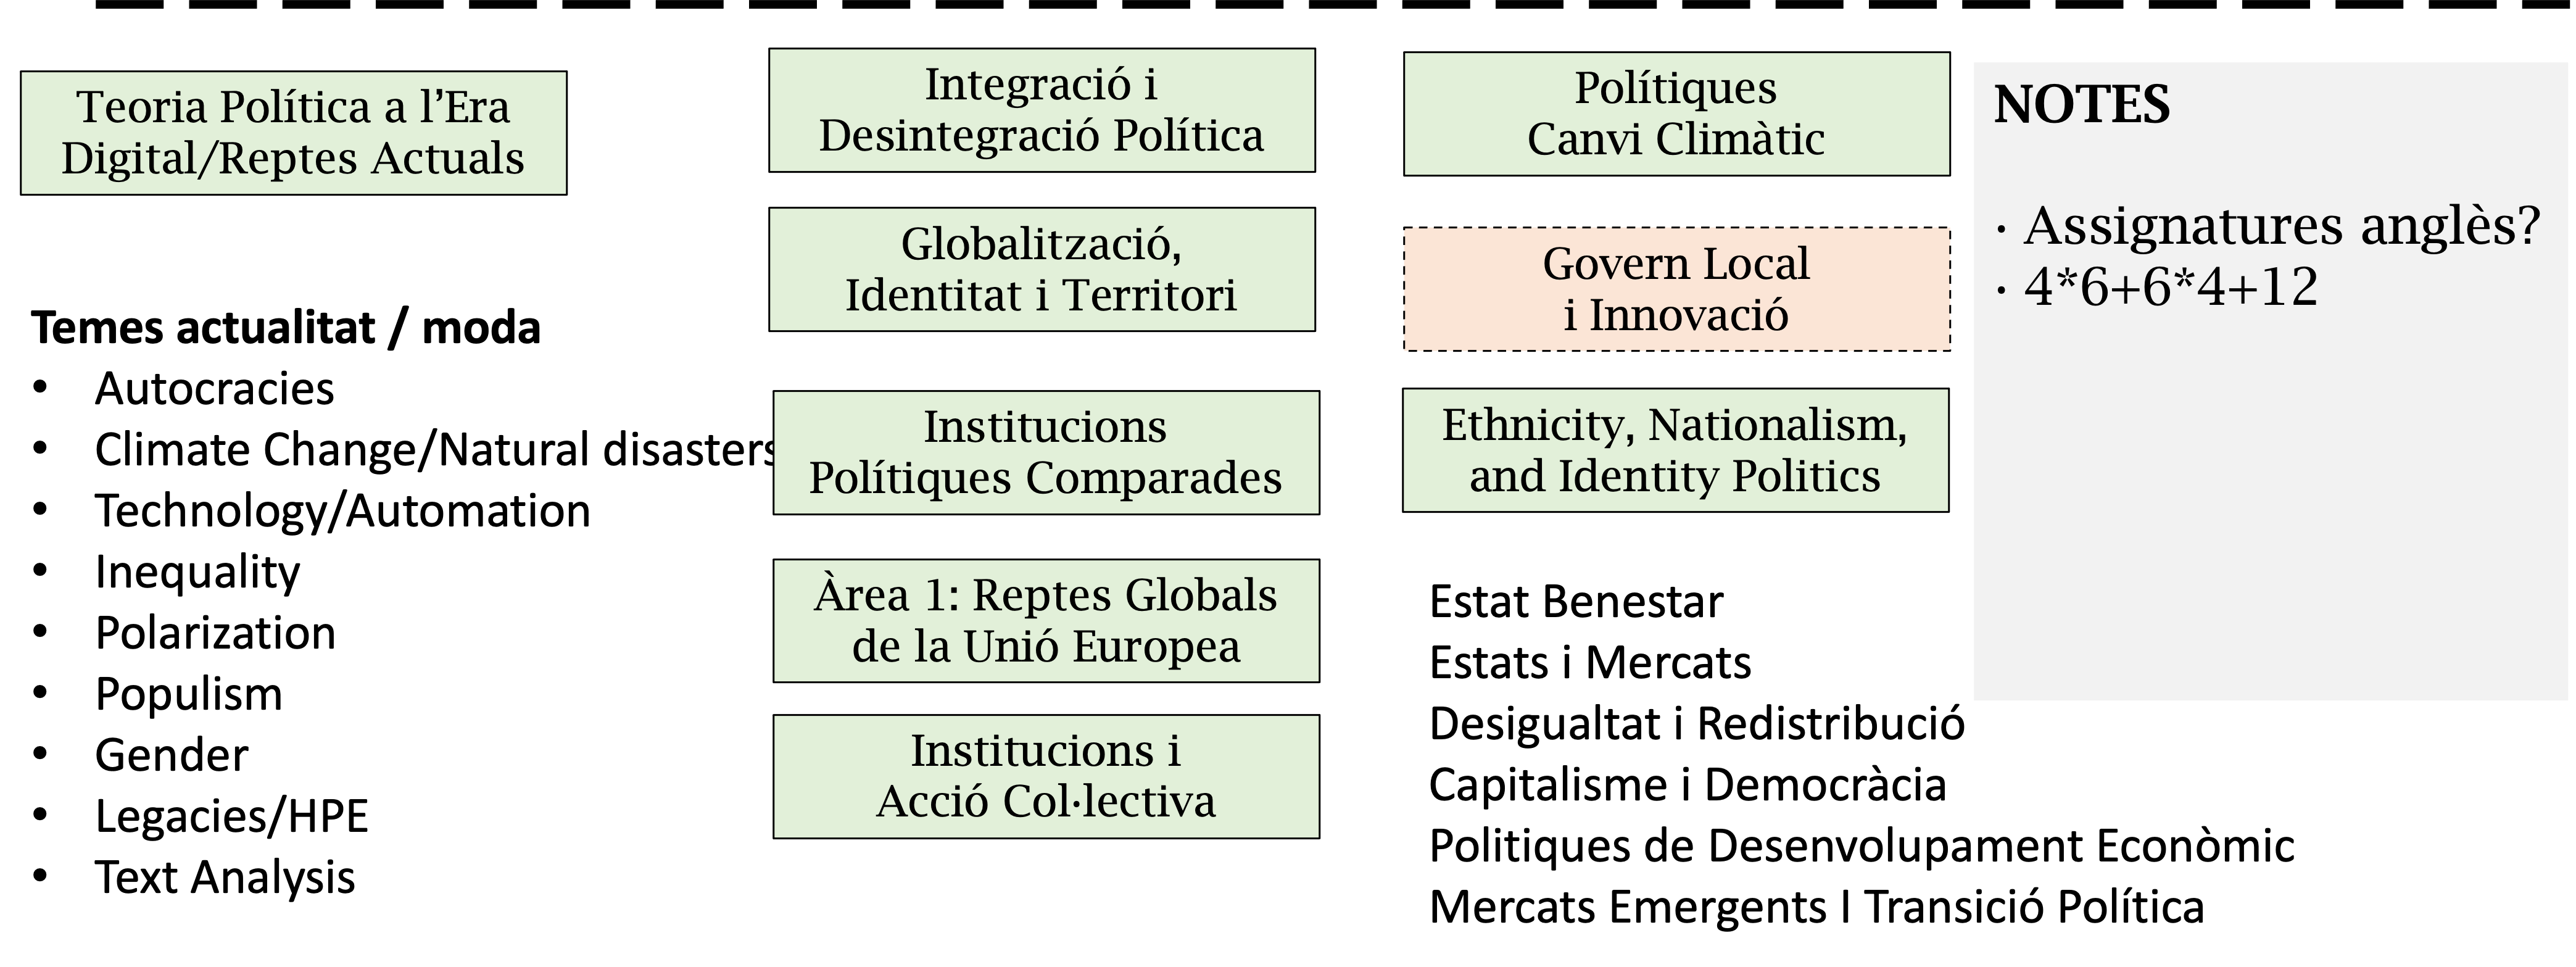 Teoria Política a l’Era
Digital/Reptes Actuals
Temes actualitat / moda
• Autocracies
• Climate Change/Natural disasters
• Technology/Automation
• Inequality
• Polarization
• Populism
• Gender
• Legacies/HPE
• Text Analysis
Integració i
Desintegració Política
Globalització,
Identitat i Territori
Institucions
Polítiques Comparades
Àrea 1: Reptes Globals
de la Unió Europea
Institucions i
Acció Col·lectiva
Polítiques
Canvi Climàtic
Govern Local
i Innovació
Ethnicity, Nationalism,
and Identity Politics
Estat Benestar
Estats i Mercats
Desigualtat i Redistribució
Capitalisme i Democràcia
Politiques de Desenvolupament Econòmic
Mercats Emergents I Transició Política
NOTES
· Assignatures anglès?
· 4*6+6*4+12